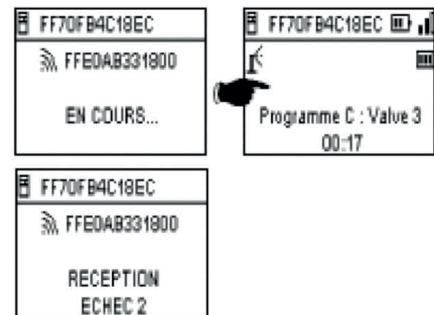 FF70FB4C18EC
FFE0AB331800
EN COURS...
FF70FB4C18EC
Programme C : Valve 3
00:17
FF70FB4C18EC
FFE0AB331800
RECEPTION
ECHEC 2